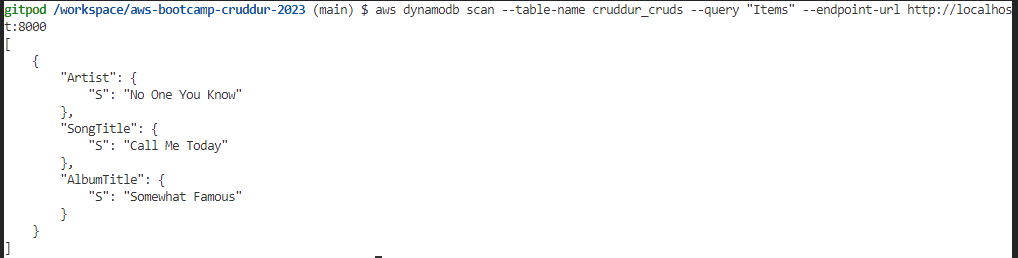 gitpod /workspace/aws-bootcamp-cruddur-2023 (main) $ aws dynamodb scan --table-name cruddur_cruds --query "Items" --endpoint-url http://localhos
t:8000
[
    {
        "Artist": {
            "S": "No One You Know"
        },
        "SongTitle": {
            "S": "Call Me Today"
        },
        "AlbumTitle": {
            "S": "Somewhat Famous"
        }
    }
]